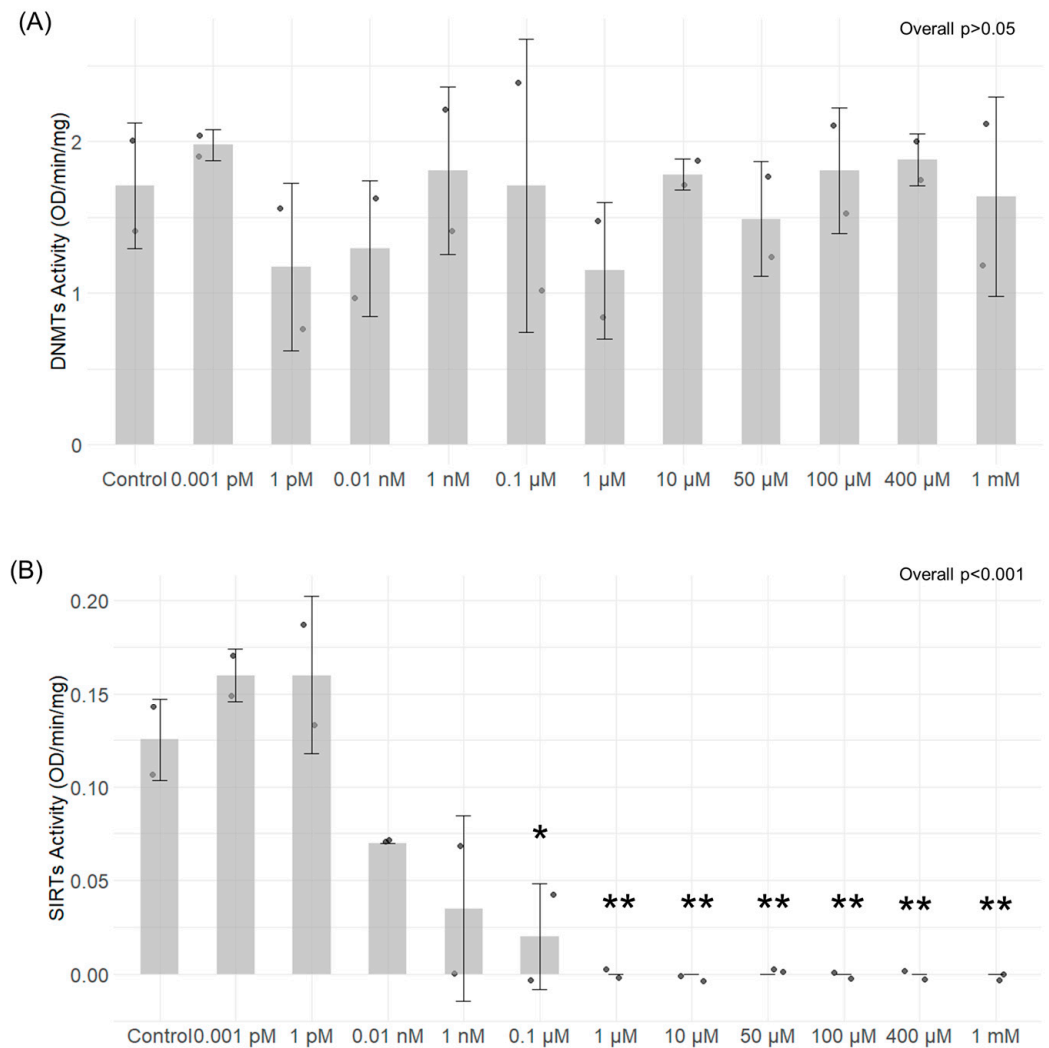 (A)
Overall p>0.05
DNMTs Activity (OD/min/mg)
2
1
0
Control 0.001 pM 1 pM 0.01 nM 1 nM 0.1 µM 1 µM 10 µM 50 µM 100 µM 400 µM 1 mM
(B)
Overall p<0.001
SIRTs Activity (OD/min/mg)
0.20
0.15
0.10
0.05
0.00
* ** ** ** ** ** **
Control 0.001 pM 1 pM 0.01 nM 1 nM 0.1 µM 1 µM 10 µM 50 µM 100 µM 400 µM 1 mM